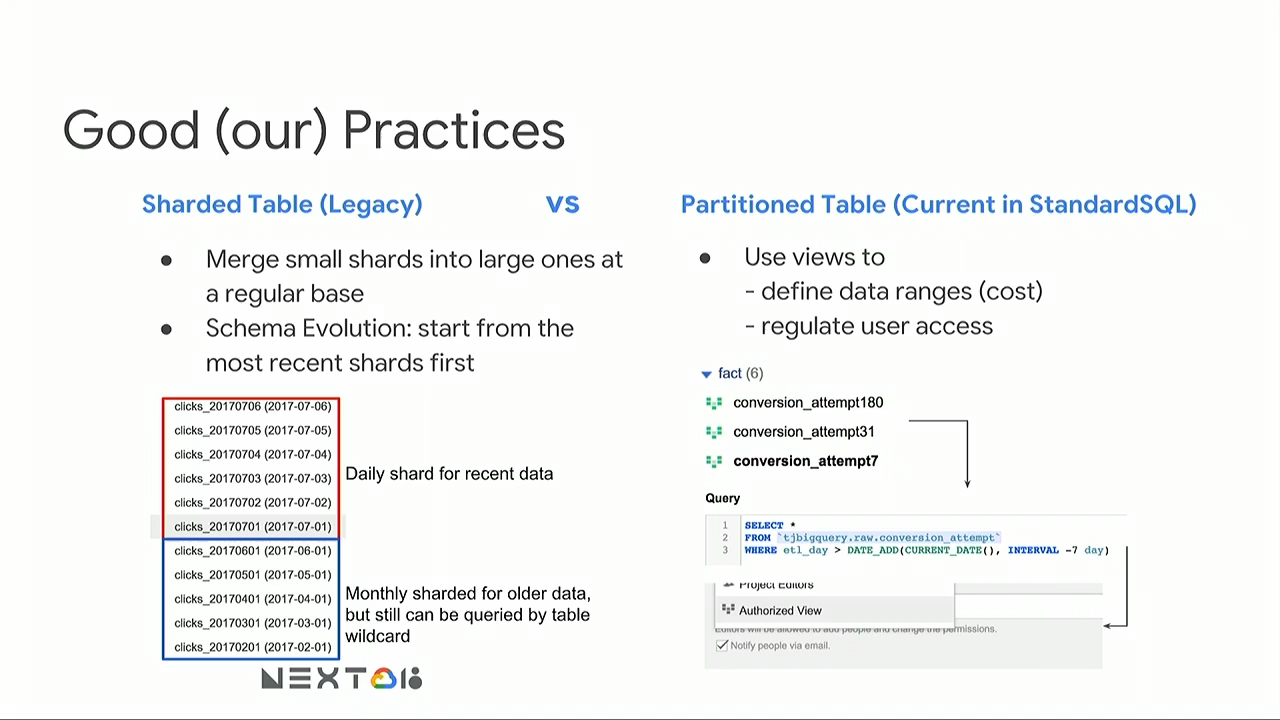 Good (our) Practices
Sharded Table (Legacy)
vs
Partitioned Table (Current in StandardSQL)
● Merge small shards into large ones at
a regular base
● Schema Evolution: start from the
most recent shards first
clicks_20170706 (2017-07-06)
clicks_20170705 (2017-07-05)
clicks_20170704 (2017-07-04)
clicks_20170703 (2017-07-03)
clicks_20170702 (2017-07-02)
clicks_20170701 (2017-07-01)
Daily shard for recent data
clicks_20170601 (2017-06-01)
clicks_20170501 (2017-05-01)
clicks_20170401 (2017-04-01)
clicks_20170301 (2017-03-01)
clicks_20170201 (2017-02-01)
Monthly sharded for older data,
but still can be queried by table
wildcard
● Use views to
- define data ranges (cost)
- regulate user access
fact (6)
conversion_attempt180
conversion_attempt31
conversion_attempt7
Query
1 SELECT *
2 FROM `tjbigquery.raw.conversion_attempt`
3 WHERE etl_day > DATE_ADD(CURRENT_DATE(), INTERVAL -7 day)
Project Editors
Authorized View
Editors will be allowed to add people and change the permissions.
Notify people via email.
NEXT 18